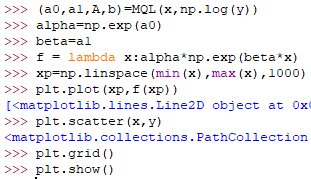 >>> (a0,a1,A,b)=MQL(x,np.log(y))
>>> alpha=np.exp(a0)
>>> beta=a1
>>> f = lambda x:alpha*np.exp(beta*x)
>>> xp=np.linspace(min(x),max(x),1000)
>>> plt.plot(xp,f(xp))
[<matplotlib.lines.Line2D object at 0x0
>>> plt.scatter(x,y)
<matplotlib.collections.PathCollection
>>> plt.grid()
>>> plt.show()